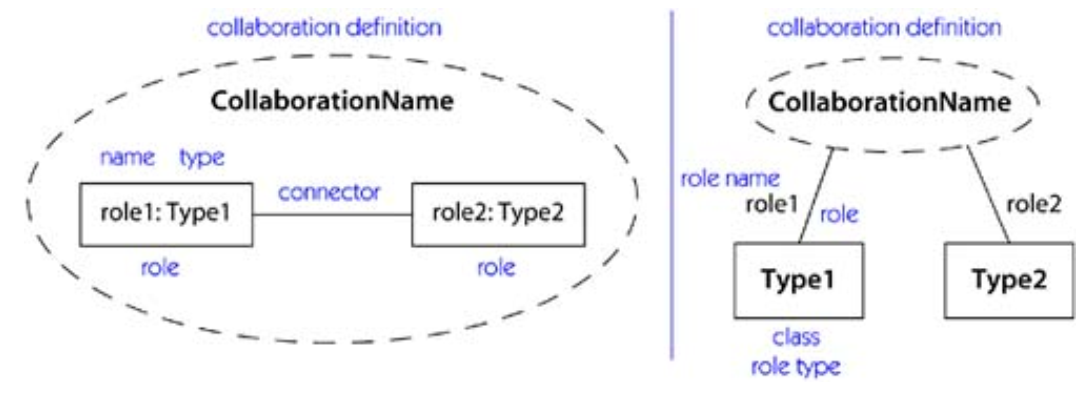 collaboration definition
CollaborationName
name type
role1: Type1
connector
role2: Type2
role
role
collaboration definition
CollaborationName
role name
role1
role
role2
Type1
Type2
class
role type